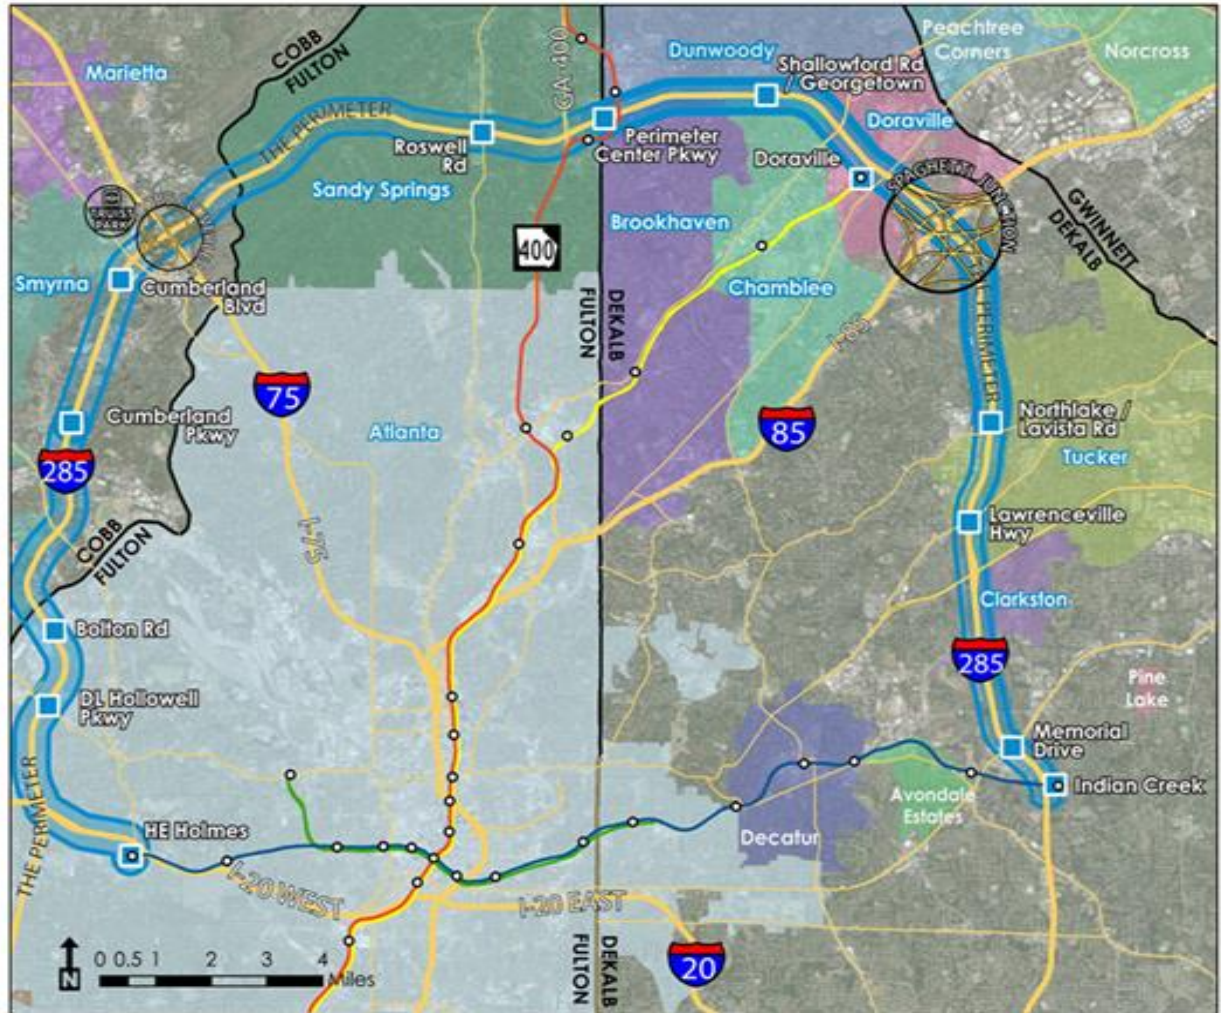 COBB
FULTON
Marietta
THE PERIMETER
Roswell
Rd
Sandy Springs
GA-400
400
Dunwoody
Shallowford Rd
/ Georgetown
Peachtree
Corners
Norcross
Perimeter
Center Pkwy
Doraville
Doraville
SPAGHETTI JUNCTION
GWINNETT
DEKALB
Brookhaven
Chamblee
TRUIST
PARK
Smyrna
Cumberland
Blvd
75
Cumberland
Pkwy
285
COBB
FULTON
Atlanta
I-75
FULTON
DEKALB
I-85
85
PERIMETER
Northlake /
Lavista Rd
Tucker
Lawrenceville
Hwy
Clarkston
285
Pine
Lake
Bolton Rd
DL Hollowell
Pkwy
THE PERIMETER
HE Holmes
I-20 WEST
I-20 EAST
Memorial
Drive
Indian Creek
Avondale
Estates
Decatur
FULTON
DEKALB
20
N
0 0.5 1 2 3 4
Miles